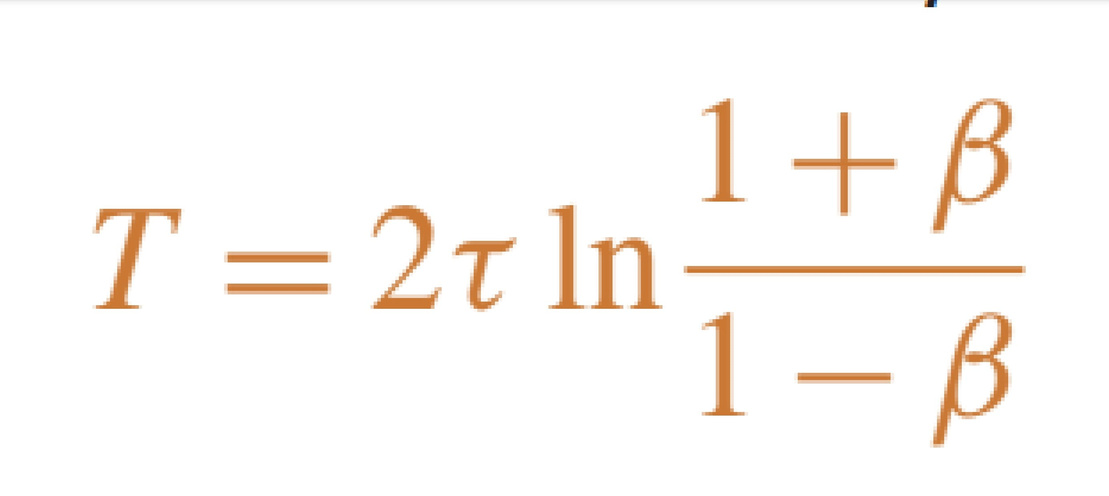 T = 2τ ln (1 + β)/(1 − β)